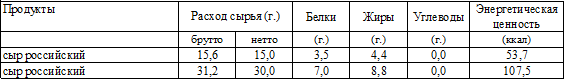 Продукты Расход сырья (г.) Белки Жиры Углеводы Энергетическая ценность
брутто нетто (г.) (г.) (г.) (ккал)
сыр российский 15,6 15,0 3,5 4,4 0,0 53,7
сыр российский 31,2 30,0 7,0 8,8 0,0 107,5